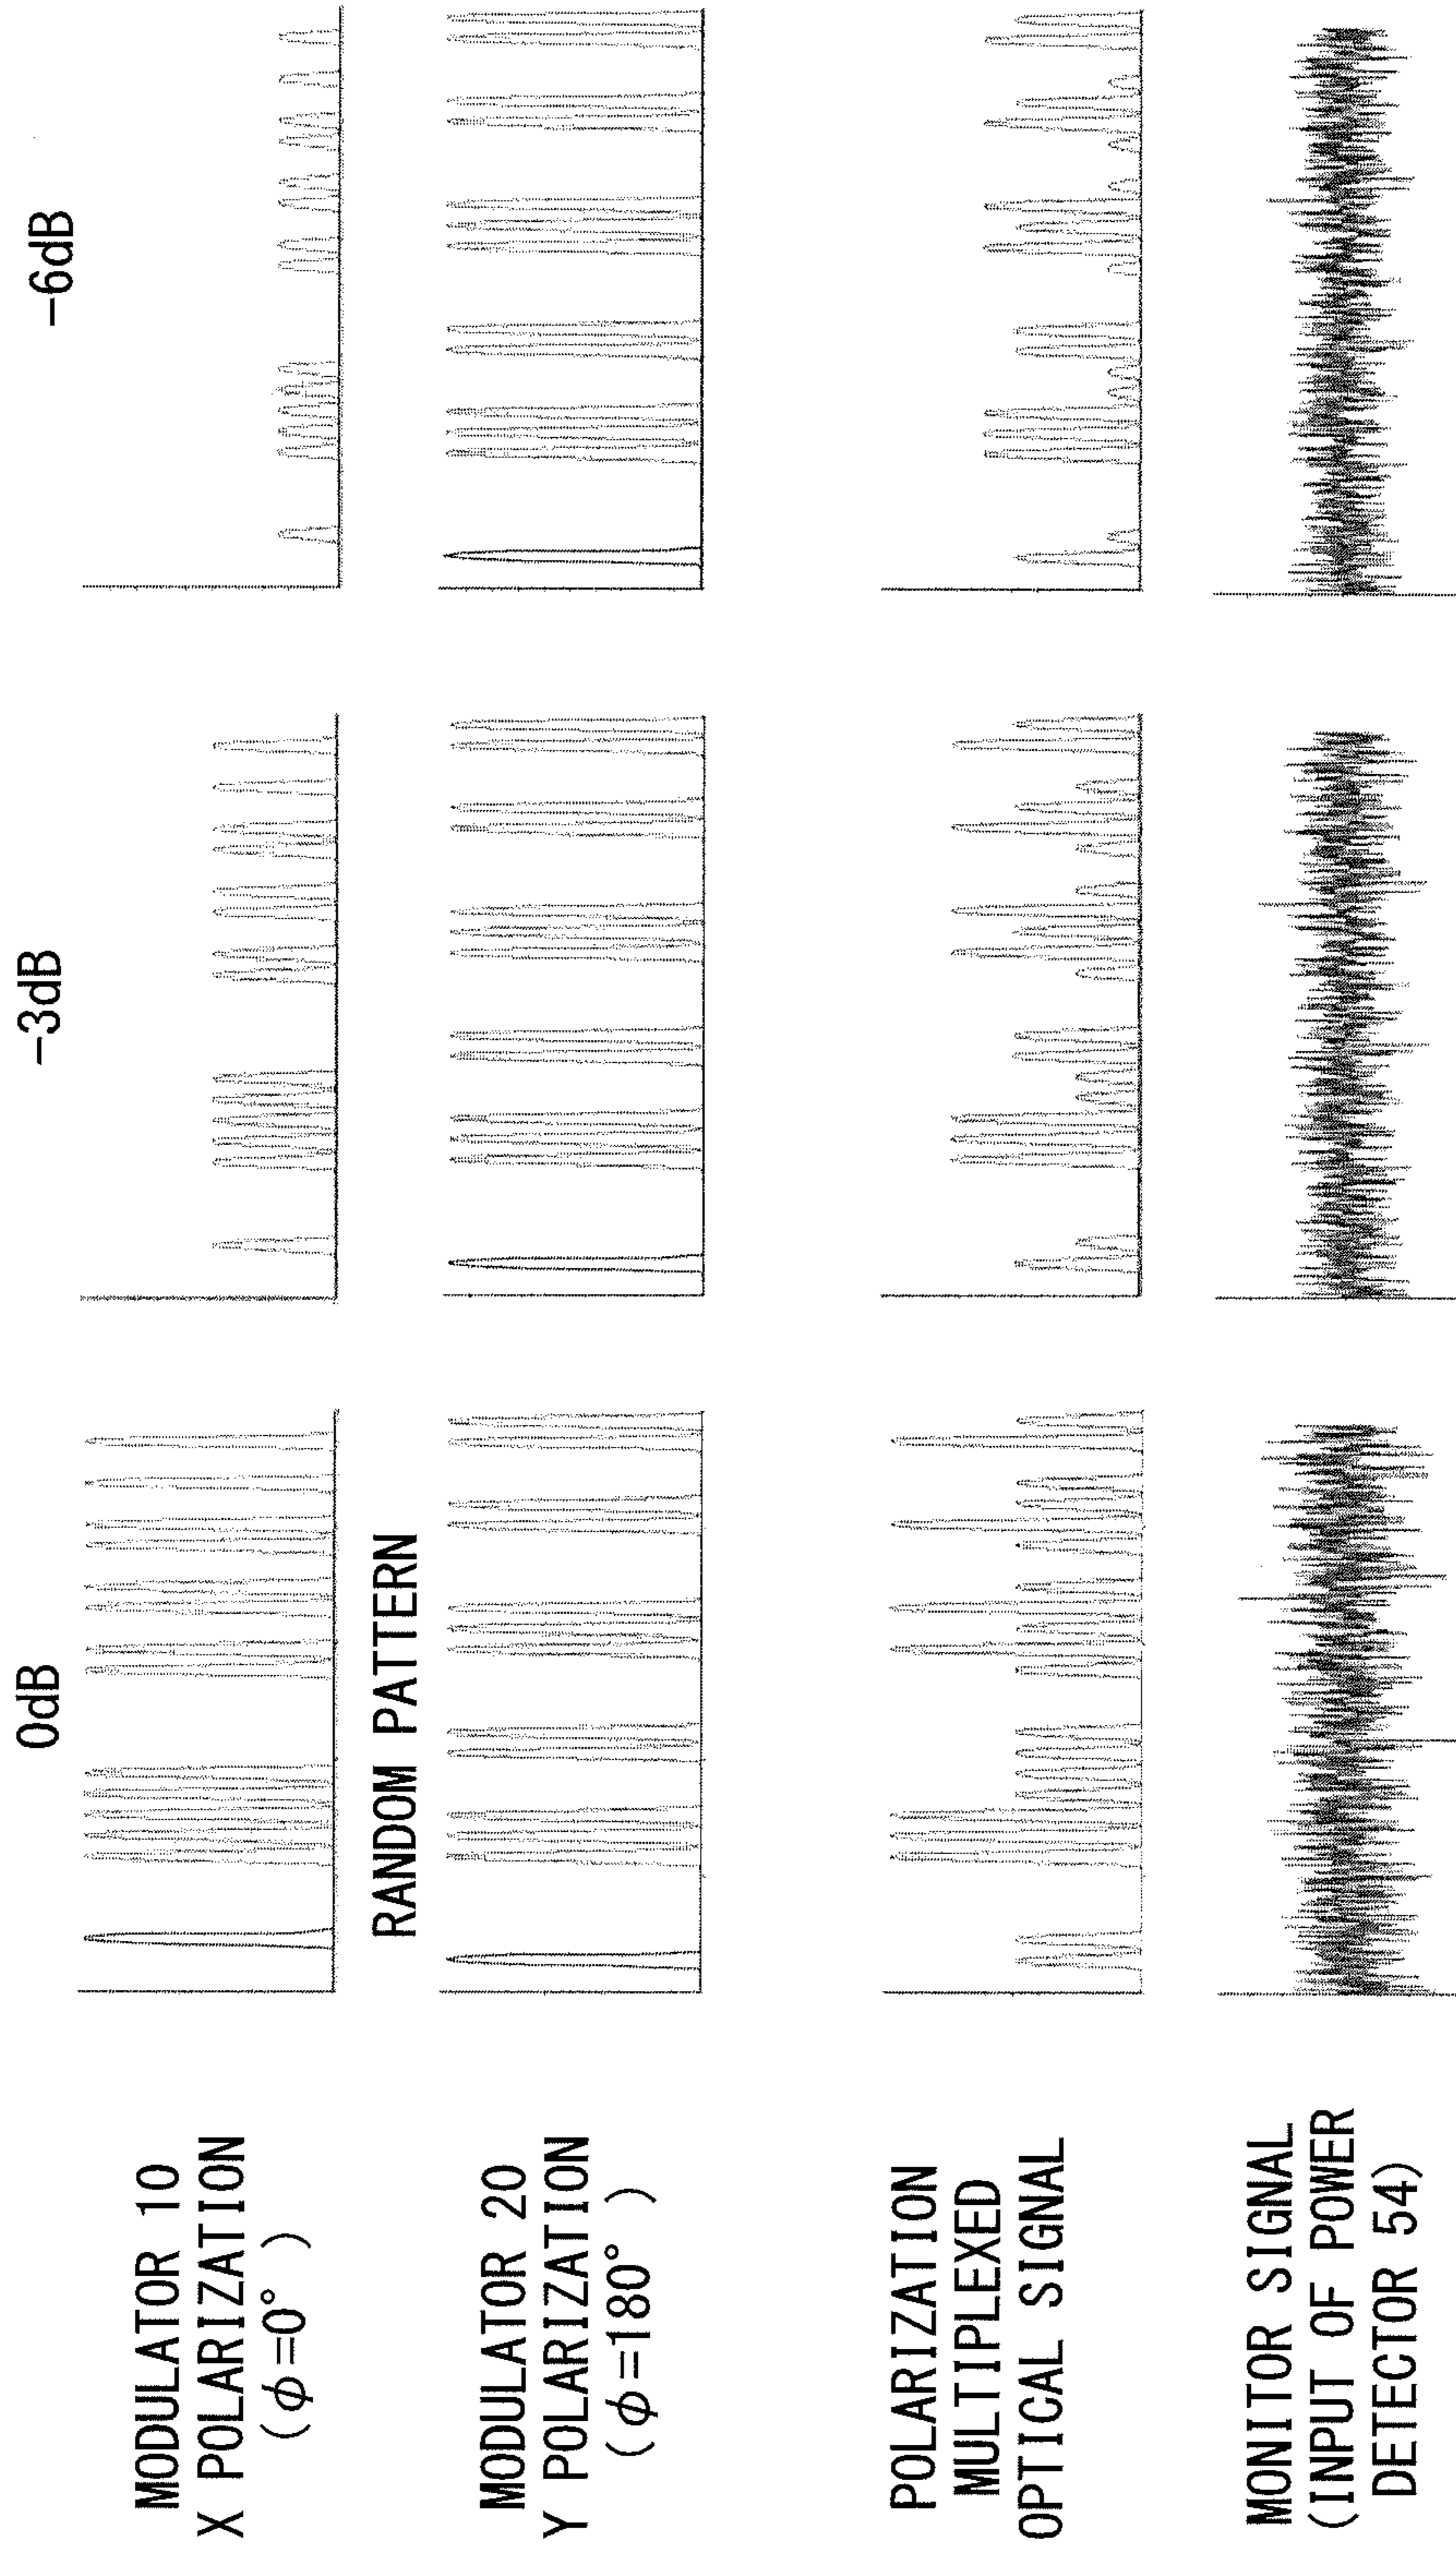 0dB
-3dB
-6dB
MODULATOR 10
X POLARIZATION
(φ=0°)
RANDOM PATTERN
MODULATOR 20
Y POLARIZATION
(φ=180°)
POLARIZATION
MULTIPLEXED
OPTICAL SIGNAL
MONITOR SIGNAL
(INPUT OF POWER
DETECTOR 54)